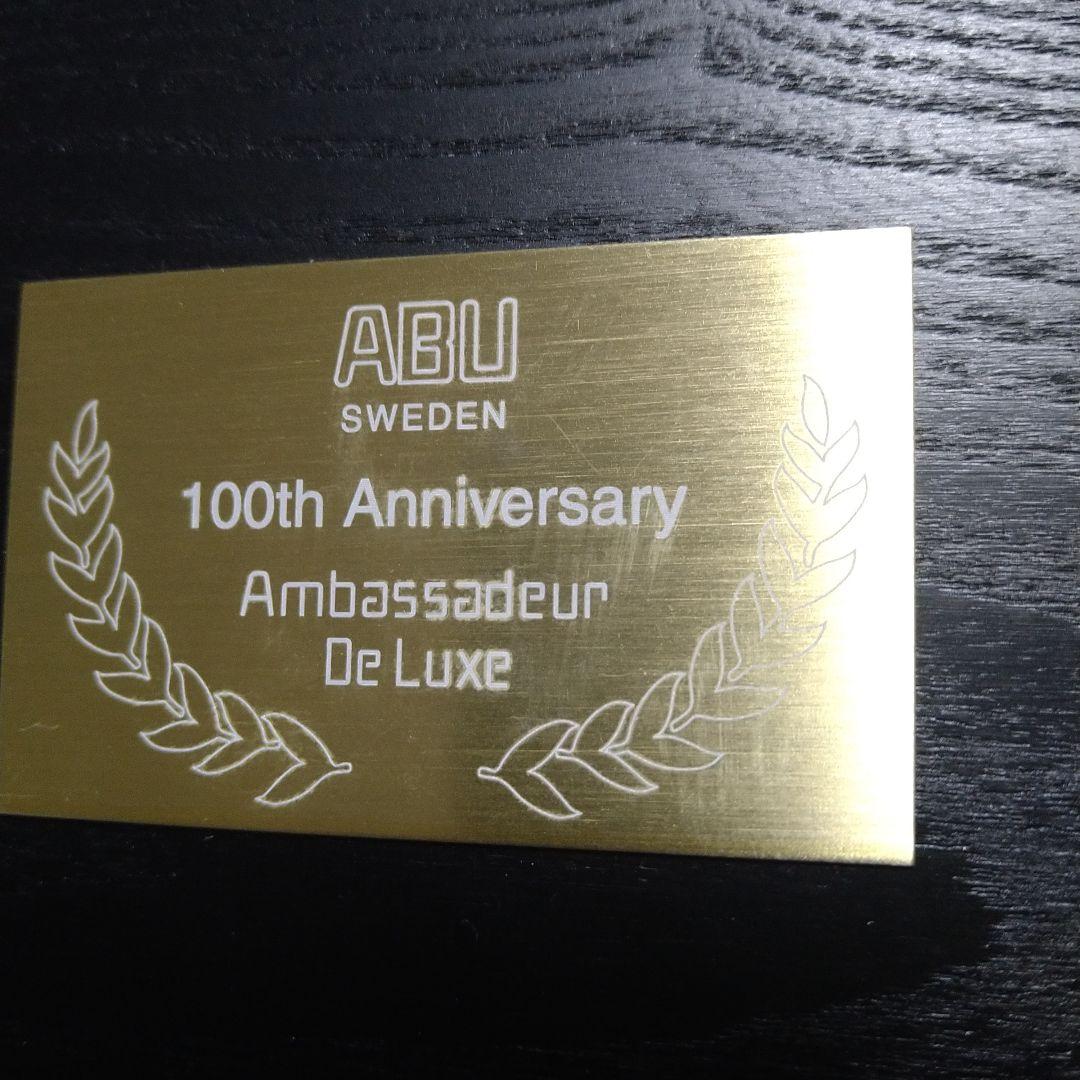 ABU
SWEDEN
100th Anniversary
Ambassadeur
De Luxe